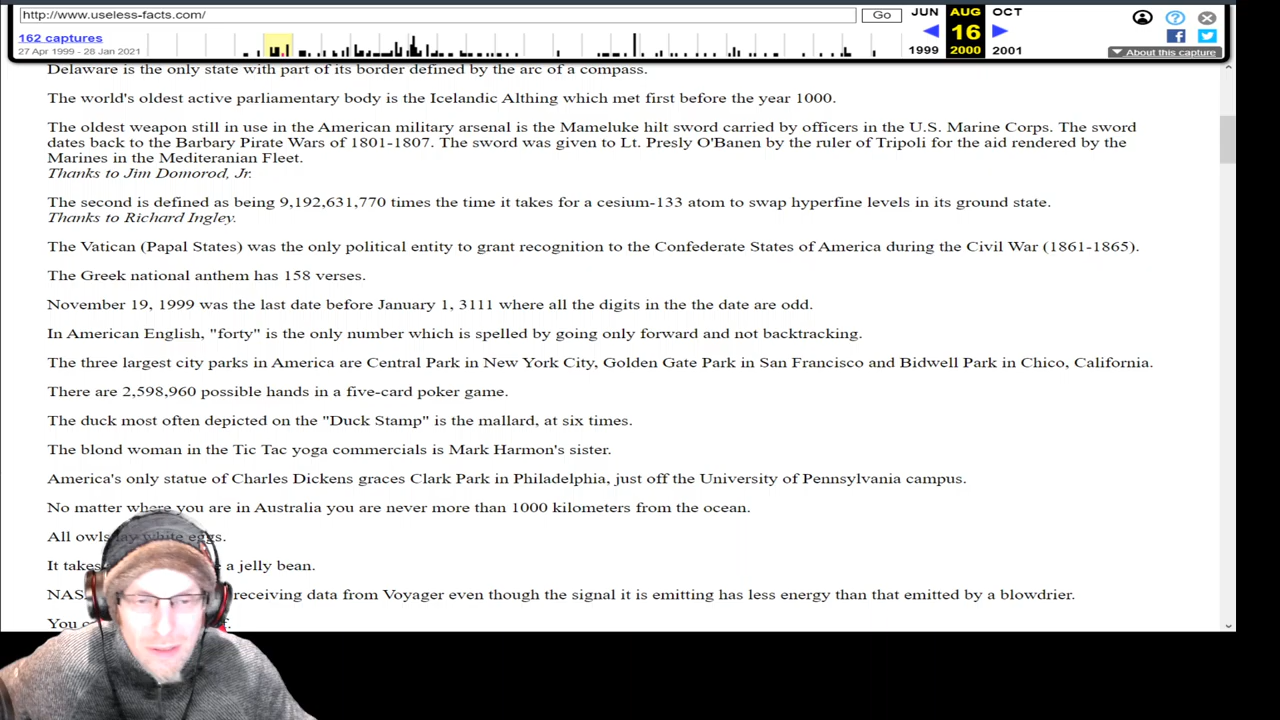 http://www.useless-facts.com/
Go
JUN AUG OCT
162 captures
16
27 Apr 1999 - 28 Jan 2021
1999 2000 2001
About this capture
Delaware is the only state with part of its border defined by the arc of a compass.
The world's oldest active parliamentary body is the Icelandic Althing which met first before the year 1000.
The oldest weapon still in use in the American military arsenal is the Mameluke hilt sword carried by officers in the U.S. Marine Corps. The sword
dates back to the Barbary Pirate Wars of 1801-1807. The sword was given to Lt. Presly O'Banen by the ruler of Tripoli for the aid rendered by the
Marines in the Mediteranian Fleet.
Thanks to Jim Domorod, Jr.
The second is defined as being 9,192,631,770 times the time it takes for a cesium-133 atom to swap hyperfine levels in its ground state.
Thanks to Richard Ingley.
The Vatican (Papal States) was the only political entity to grant recognition to the Confederate States of America during the Civil War (1861-1865).
The Greek national anthem has 158 verses.
November 19, 1999 was the last date before January 1, 3111 where all the digits in the the date are odd.
In American English, "forty" is the only number which is spelled by going only forward and not backtracking.
The three largest city parks in America are Central Park in New York City, Golden Gate Park in San Francisco and Bidwell Park in Chico, California.
There are 2,598,960 possible hands in a five-card poker game.
The duck most often depicted on the "Duck Stamp" is the mallard, at six times.
The blond woman in the Tic Tac yoga commercials is Mark Harmon's sister.
America's only statue of Charles Dickens graces Clark Park in Philadelphia, just off the University of Pennsylvania campus.
No matter where you are in Australia you are never more than 1000 kilometers from the ocean.
All owls lay white eggs.
It takes a jelly bean.
receiving data from Voyager even though the signal it is emitting has less energy than that emitted by a blowdrier.
You